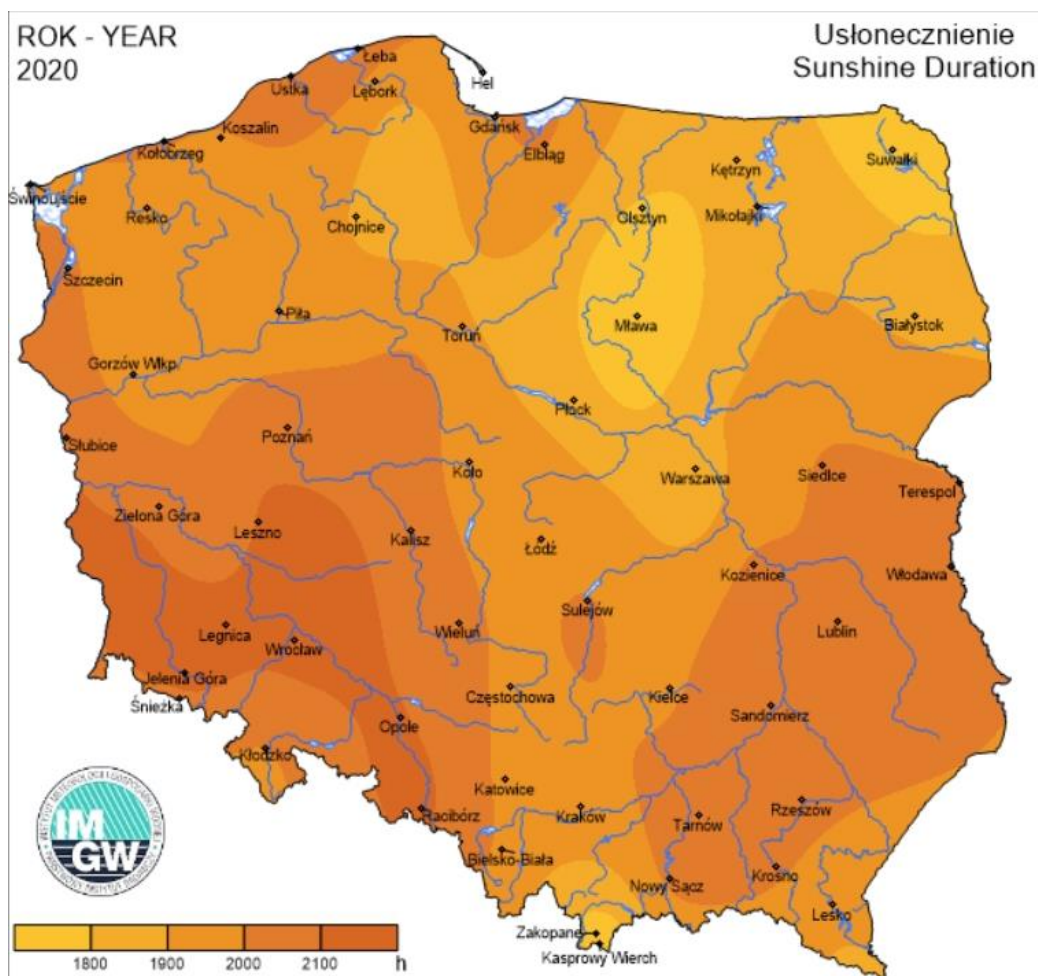 ROK - YEAR
2020
Usłonecznienie
Sunshine Duration
Łeba
Ustka
Lębork
Hel
Koszalin
Gdańsk
Kołobrzeg
Elbląg
Kętrzyn
Suwałki
Świnoujście
Resko
Chojnice
Olsztyn
Mikołajki
Szczecin
Piła
Toruń
Mława
Białystok
Gorzów Wlkp.
Płock
Słubice
Poznań
Koło
Warszawa
Siedlce
Terespol
Zielona Góra
Leszno
Kalisz
Łódź
Kozienice
Włodawa
Sulejów
Legnica
Wrocław
Wieluń
Lublin
Jelenia Góra
Śnieżka
Częstochowa
Kielce
Sandomierz
Opole
Kłodzko
Katowice
Racibórz
Kraków
Tarnów
Rzeszów
Bielsko-Biała
Nowy Sącz
Krosno
Lesko
Zakopane
Kasprowy Wierch
IM
GW
1800 1900 2000 2100 h